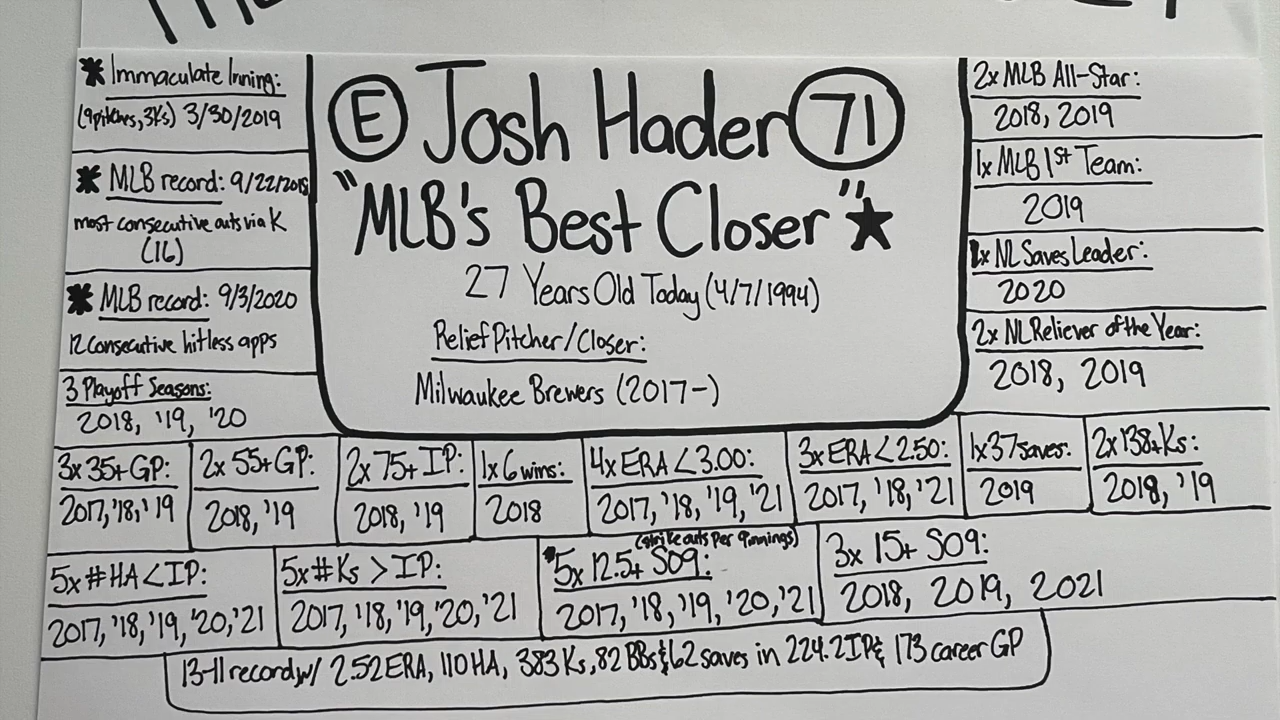 E Josh Hader 71
"MLB's Best Closer"★
27 Years Old Today (4/7/1994)
Relief Pitcher/Closer:
Milwaukee Brewers (2017-)
✱ Immaculate Inning:
(9 pitches, 3Ks) 3/30/2019
✱ MLB record: 9/22/2018
most consecutive outs via K
(16)
✱ MLB record: 9/3/2020
12 consecutive hitless apps
3 Playoff Seasons:
2018, '19, '20
2x MLB All-Star:
2018, 2019
1x MLB 1st Team:
2019
1x NL Saves Leader:
2020
2x NL Reliever of the Year:
2018, 2019
3x 35+ GP:
2017, '18, '19
2x 55+ GP:
2018, '19
2x 75+ IP:
2018, '19
1x 6 wins:
2018
4x ERA < 3.00:
2017, '18, '19, '21
3x ERA < 2.50:
2017, '18, '21
1x 37 saves:
2019
2x 138+ Ks:
2018, '19
5x #HA < IP:
2017, '18, '19, '20, '21
5x #Ks > IP:
2017, '18, '19, '20, '21
(strike outs per 9 innings)
*5x 12.5+ SO9:
2017, '18, '19, '20, '21
3x 15+ SO9:
2018, 2019, 2021
13-11 record w/ 2.52 ERA, 110 HA, 383 Ks, 82 BBs & 62 saves in 224.2 IP & 173 career GP